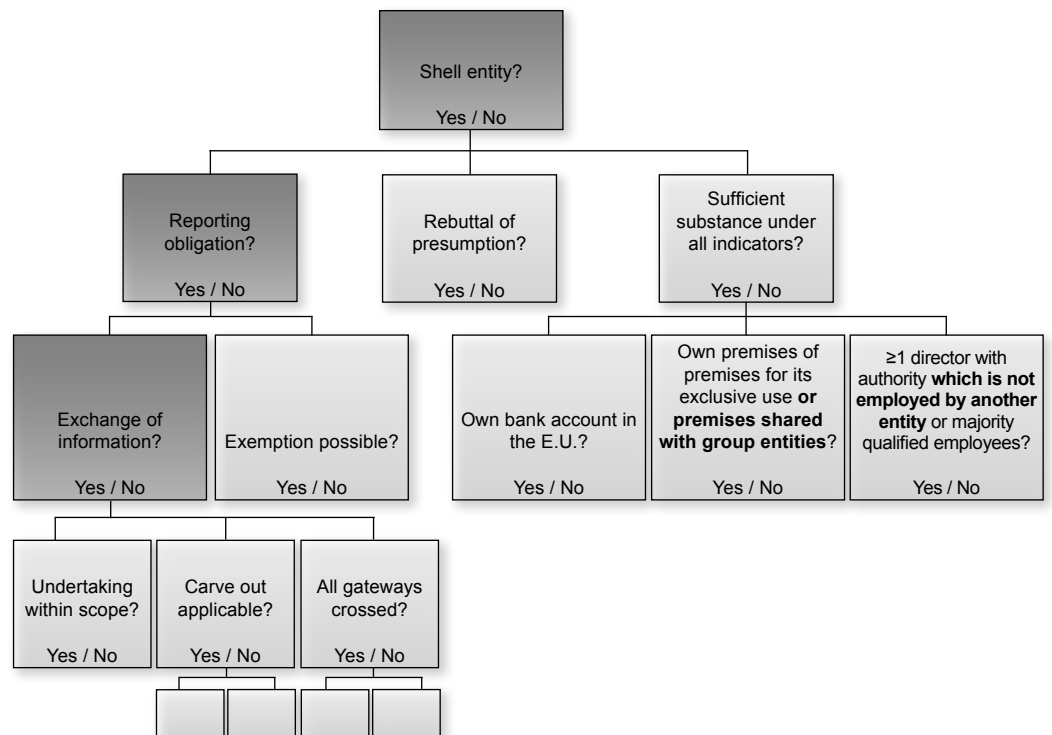 Shell entity?
Yes / No
Reporting
obligation?
Yes / No
Rebuttal of
presumption?
Yes / No
Sufficient
substance under
all indicators?
Yes / No
Exchange of
information?
Yes / No
Exemption possible?
Yes / No
Own bank account in
the E.U.?
Yes / No
Own premises of
premises for its
exclusive use or
premises shared
with group entities?
Yes / No
≥1 director with
authority which is not
employed by another
entity or majority
qualified employees?
Yes / No
Undertaking
within scope?
Yes / No
Carve out
applicable?
Yes / No
All gateways
crossed?
Yes / No